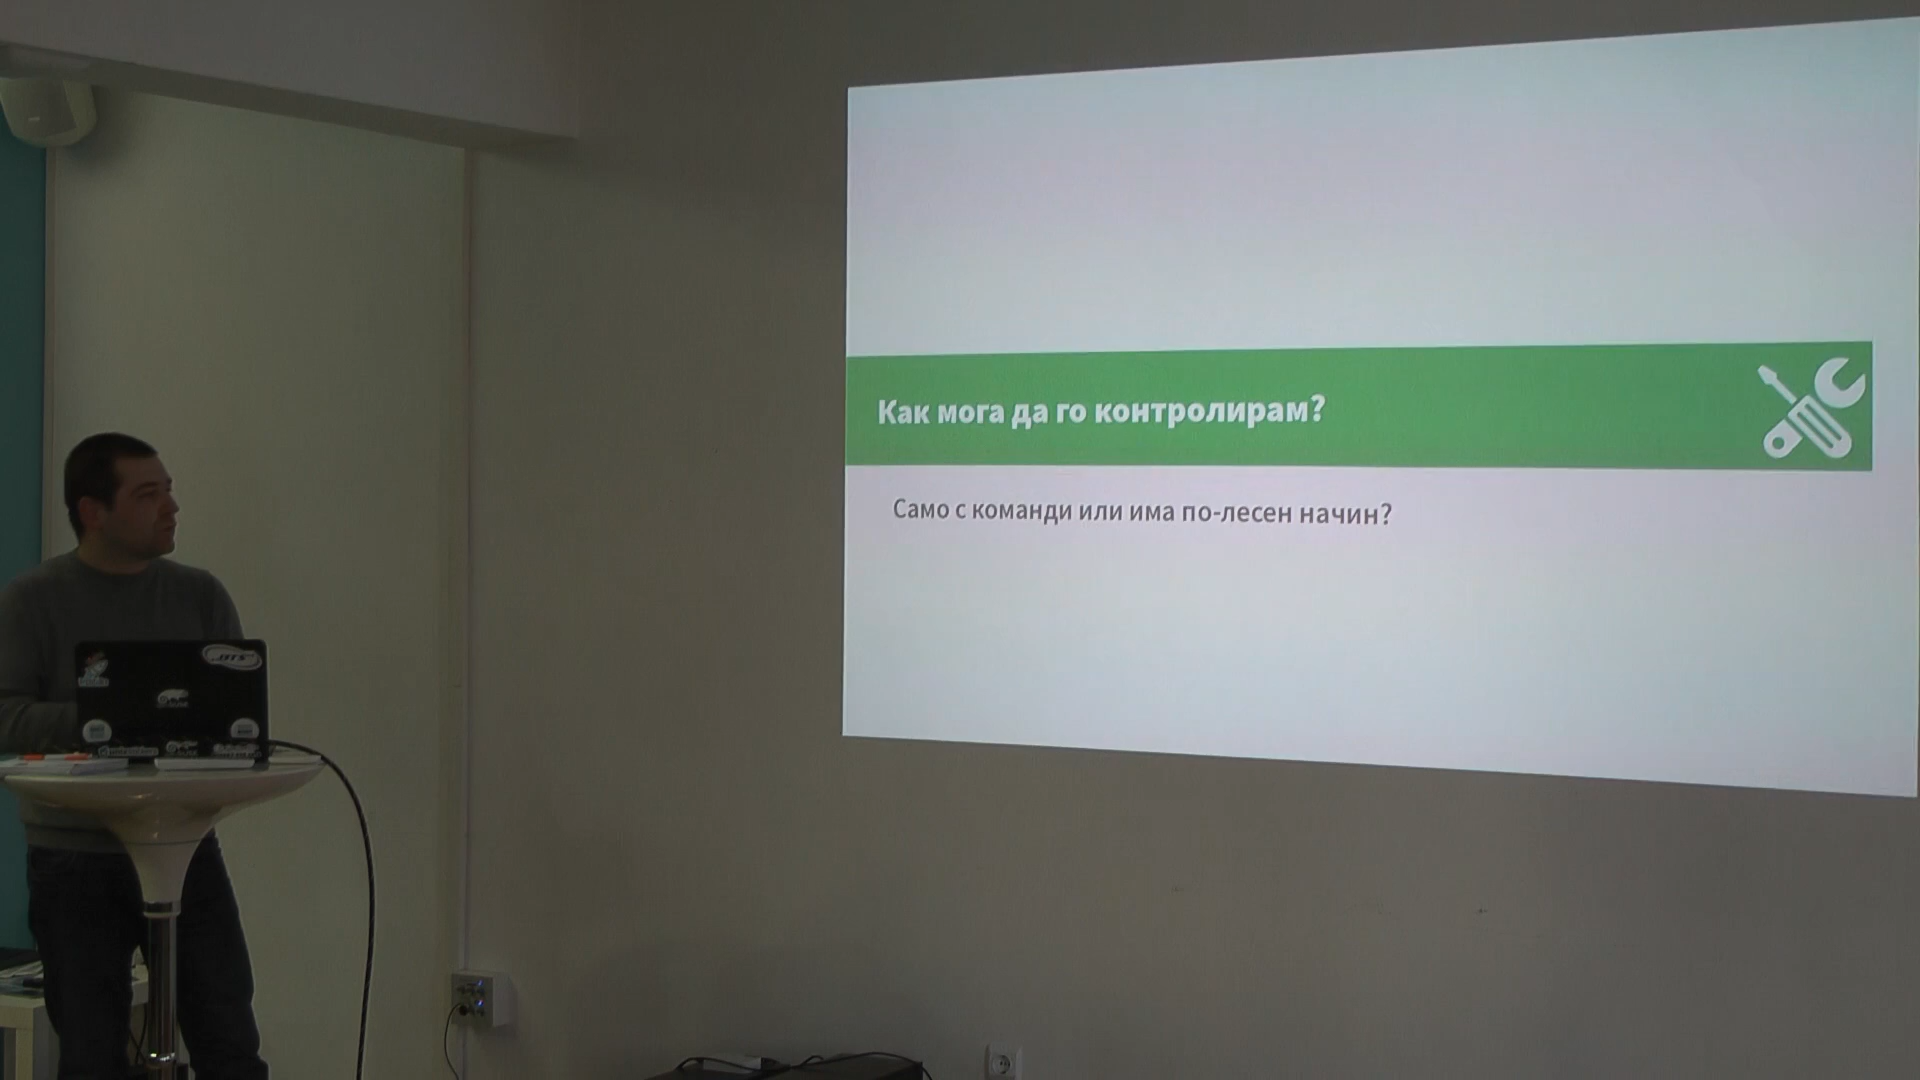 Как мога да го контролирам?
Само с команди или има по-лесен начин?